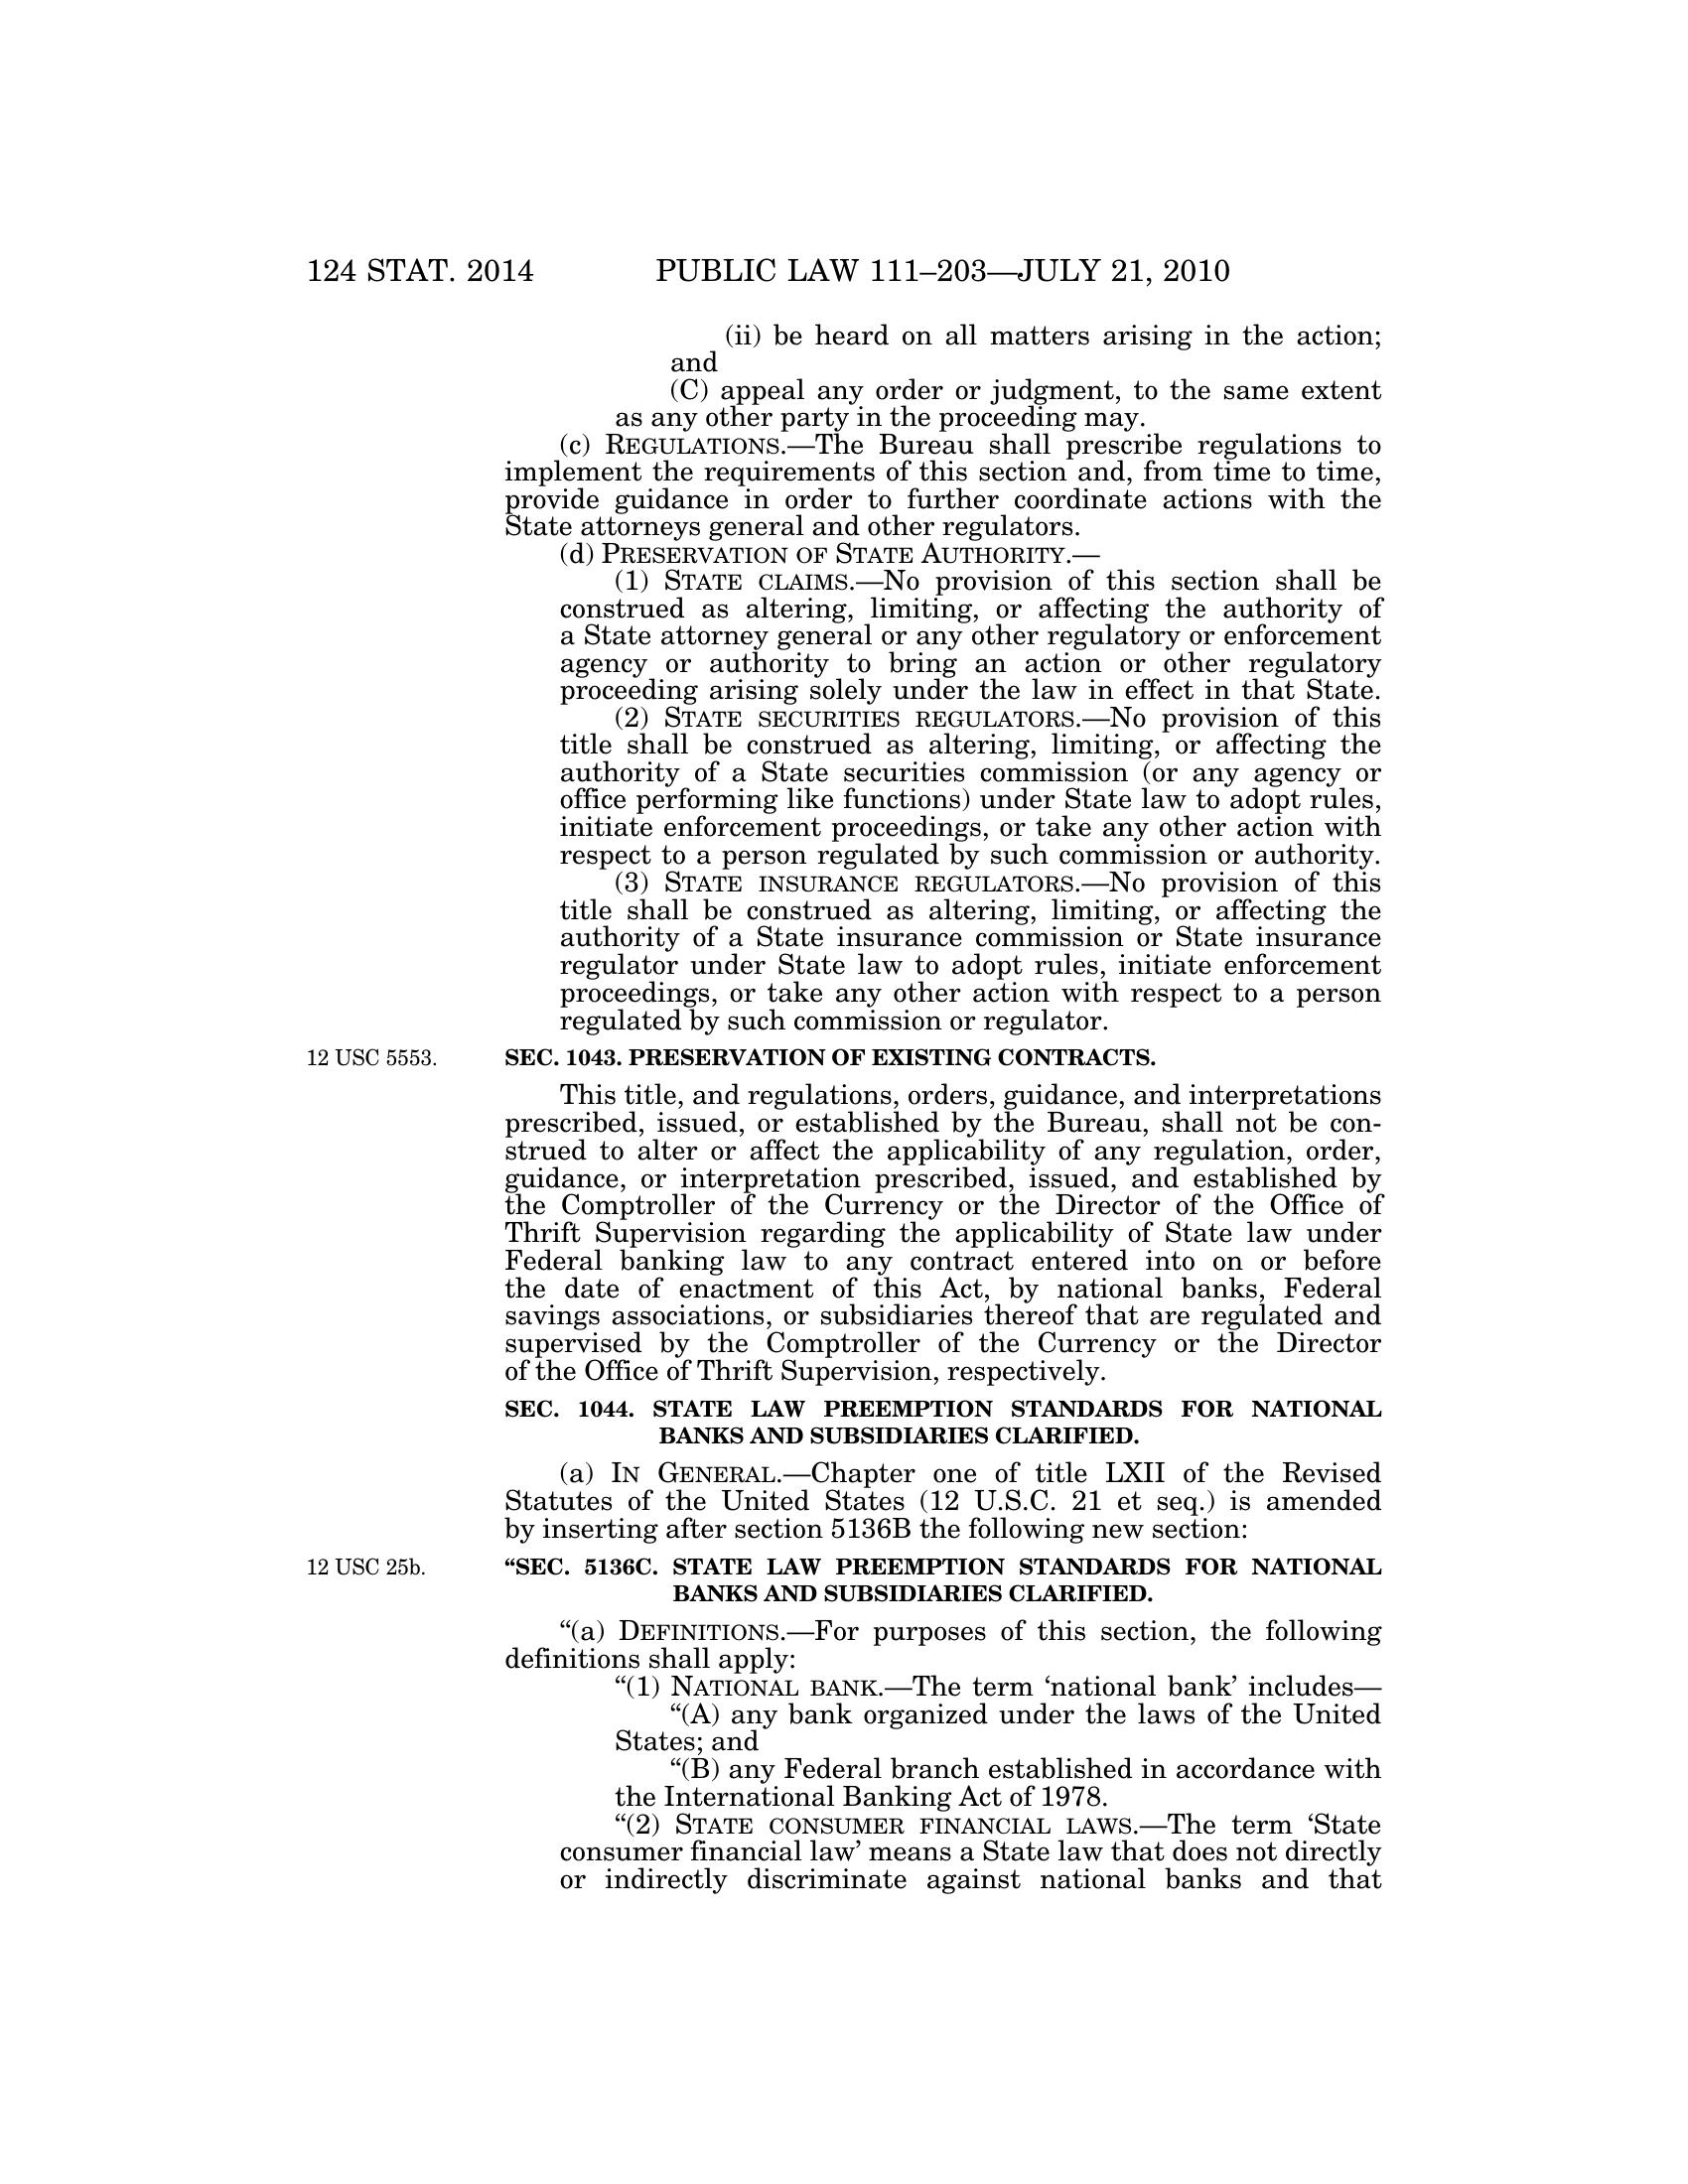 124 STAT. 2014 PUBLIC LAW 111–203—JULY 21, 2010
(ii) be heard on all matters arising in the action;
and
(C) appeal any order or judgment, to the same extent
as any other party in the proceeding may.
(c) REGULATIONS.—The Bureau shall prescribe regulations to
implement the requirements of this section and, from time to time,
provide guidance in order to further coordinate actions with the
State attorneys general and other regulators.
(d) PRESERVATION OF STATE AUTHORITY.—
(1) STATE CLAIMS.—No provision of this section shall be
construed as altering, limiting, or affecting the authority of
a State attorney general or any other regulatory or enforcement
agency or authority to bring an action or other regulatory
proceeding arising solely under the law in effect in that State.
(2) STATE SECURITIES REGULATORS.—No provision of this
title shall be construed as altering, limiting, or affecting the
authority of a State securities commission (or any agency or
office performing like functions) under State law to adopt rules,
initiate enforcement proceedings, or take any other action with
respect to a person regulated by such commission or authority.
(3) STATE INSURANCE REGULATORS.—No provision of this
title shall be construed as altering, limiting, or affecting the
authority of a State insurance commission or State insurance
regulator under State law to adopt rules, initiate enforcement
proceedings, or take any other action with respect to a person
regulated by such commission or regulator.
12 USC 5553. SEC. 1043. PRESERVATION OF EXISTING CONTRACTS.
This title, and regulations, orders, guidance, and interpretations
prescribed, issued, or established by the Bureau, shall not be con-
strued to alter or affect the applicability of any regulation, order,
guidance, or interpretation prescribed, issued, and established by
the Comptroller of the Currency or the Director of the Office of
Thrift Supervision regarding the applicability of State law under
Federal banking law to any contract entered into on or before
the date of enactment of this Act, by national banks, Federal
savings associations, or subsidiaries thereof that are regulated and
supervised by the Comptroller of the Currency or the Director
of the Office of Thrift Supervision, respectively.
SEC. 1044. STATE LAW PREEMPTION STANDARDS FOR NATIONAL
BANKS AND SUBSIDIARIES CLARIFIED.
(a) IN GENERAL.—Chapter one of title LXII of the Revised
Statutes of the United States (12 U.S.C. 21 et seq.) is amended
by inserting after section 5136B the following new section:
12 USC 25b. “SEC. 5136C. STATE LAW PREEMPTION STANDARDS FOR NATIONAL
BANKS AND SUBSIDIARIES CLARIFIED.
“(a) DEFINITIONS.—For purposes of this section, the following
definitions shall apply:
“(1) NATIONAL BANK.—The term ‘national bank’ includes—
“(A) any bank organized under the laws of the United
States; and
“(B) any Federal branch established in accordance with
the International Banking Act of 1978.
“(2) STATE CONSUMER FINANCIAL LAWS.—The term ‘State
consumer financial law’ means a State law that does not directly
or indirectly discriminate against national banks and that